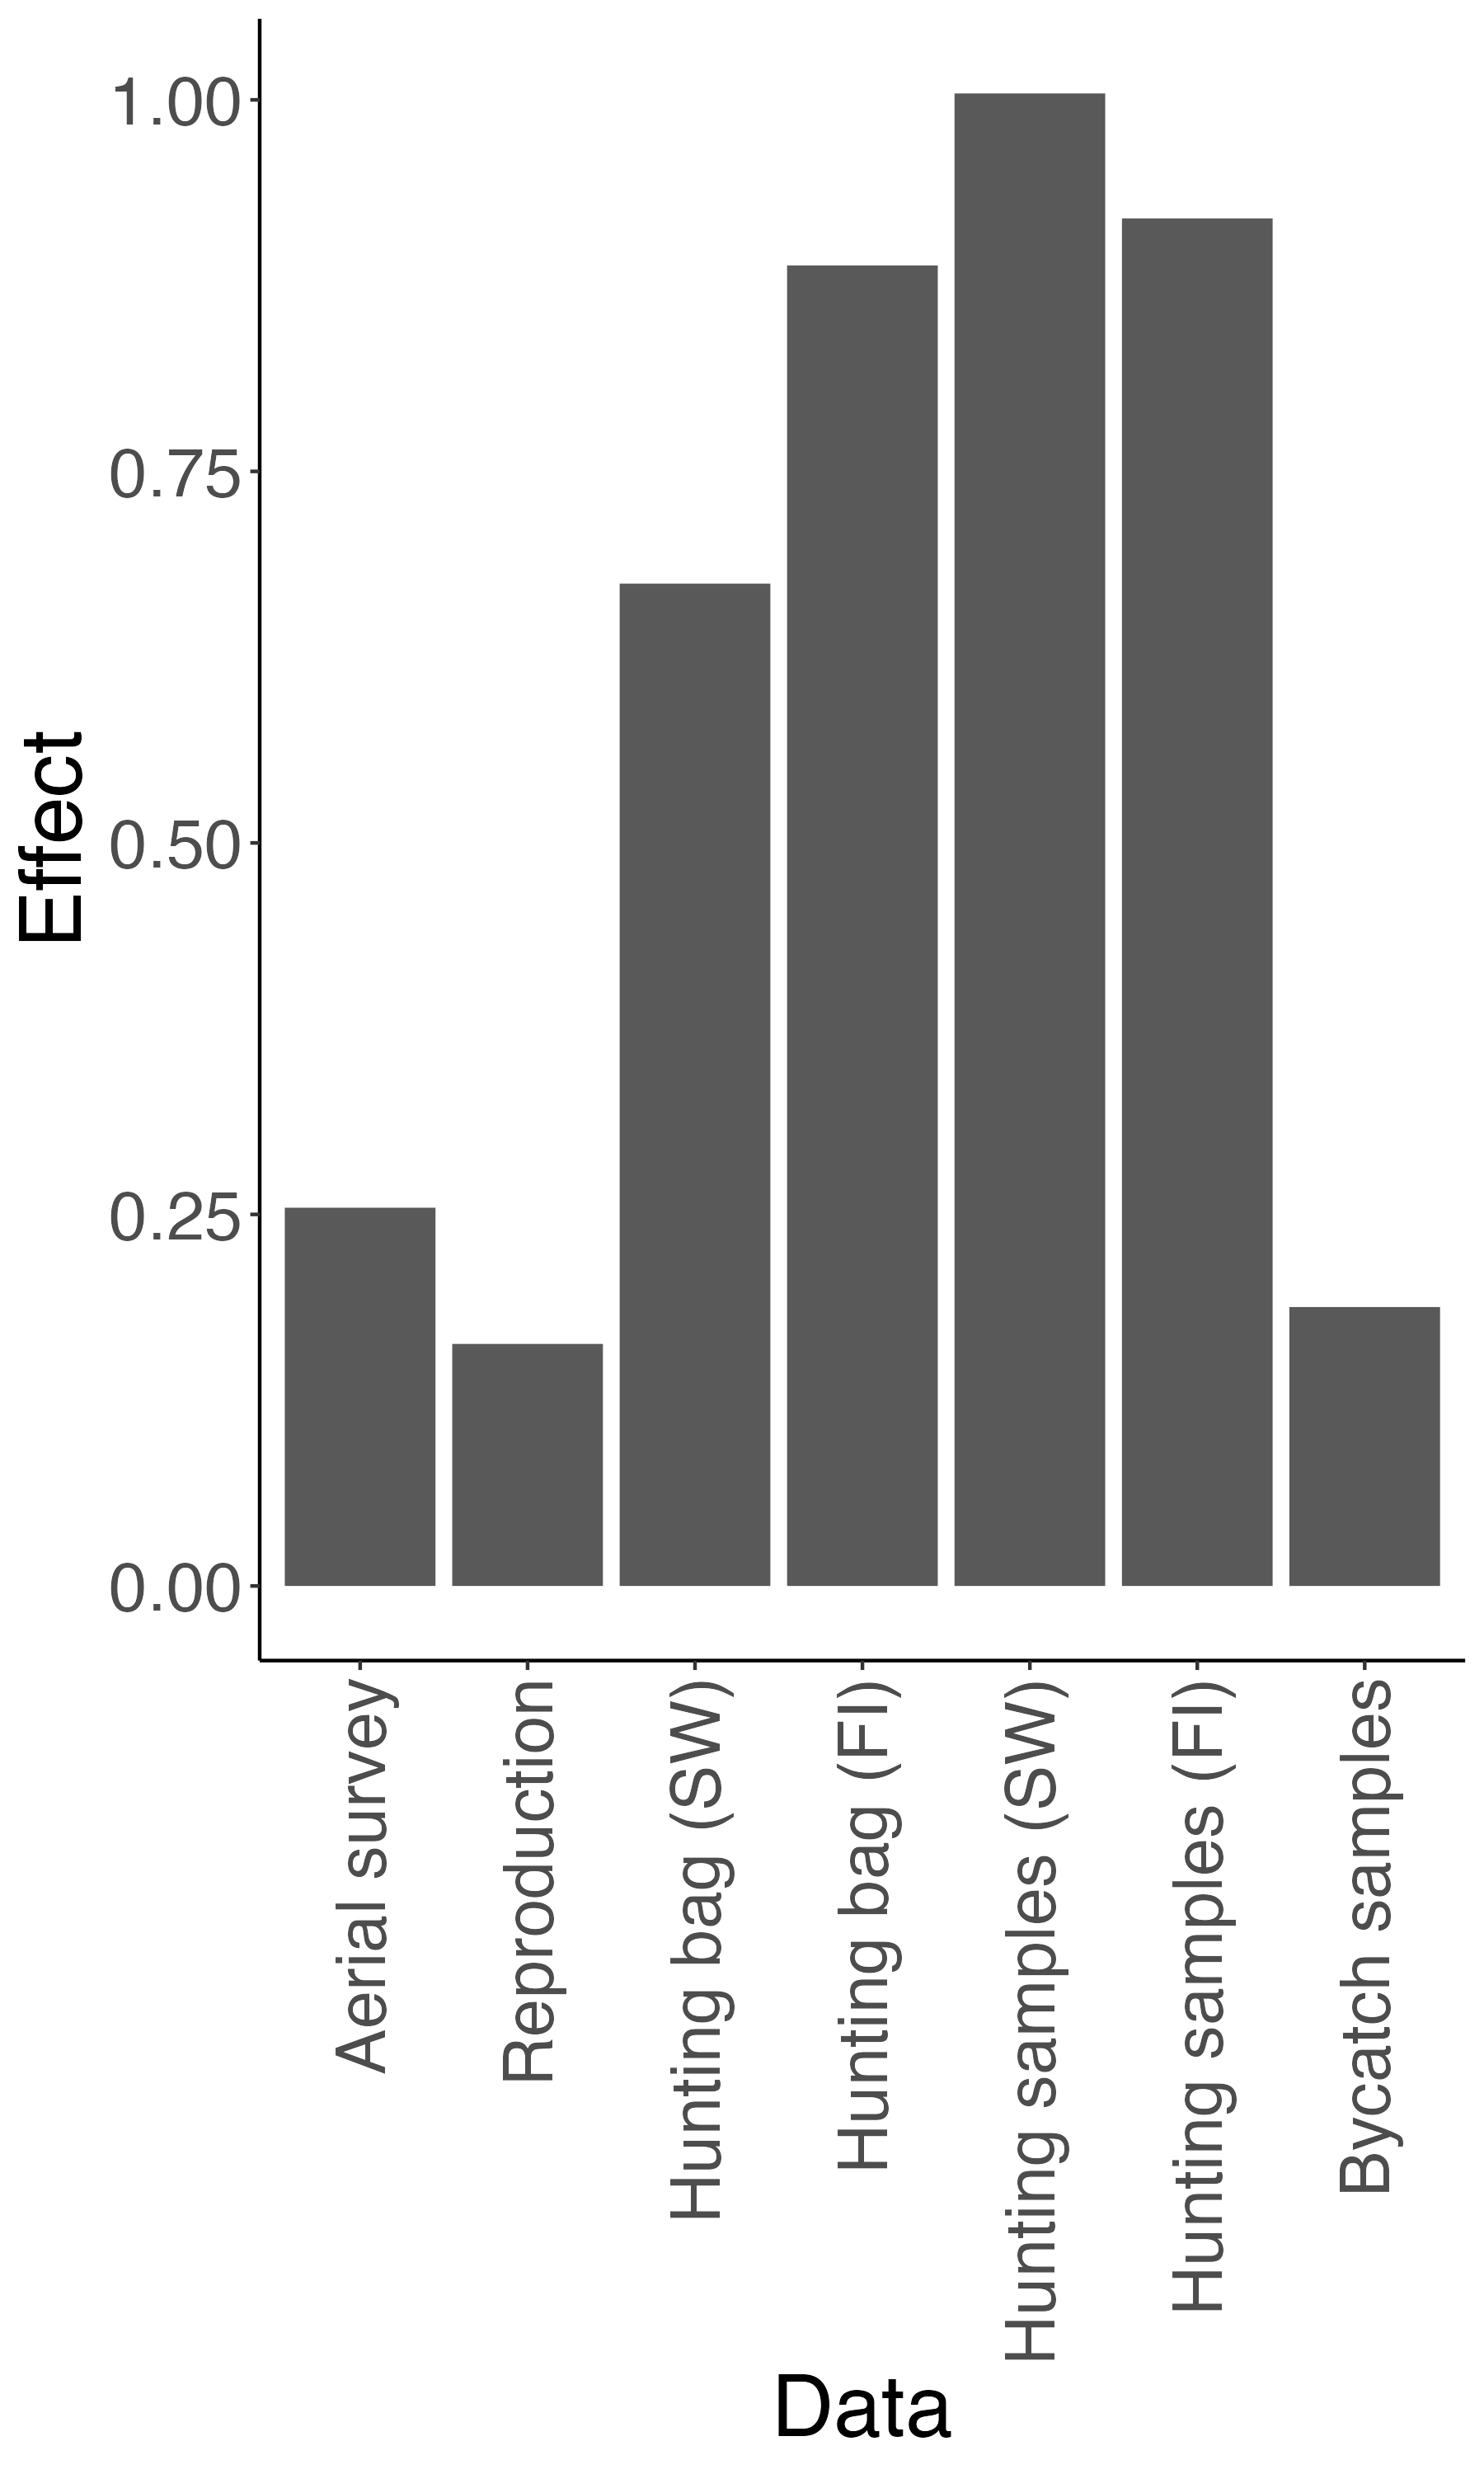 Effect
1.00
0.75
0.50
0.25
0.00
Aerial survey
Reproduction
Hunting bag (SW)
Hunting bag (FI)
Hunting samples (SW)
Hunting samples (FI)
Bycatch samples
Data